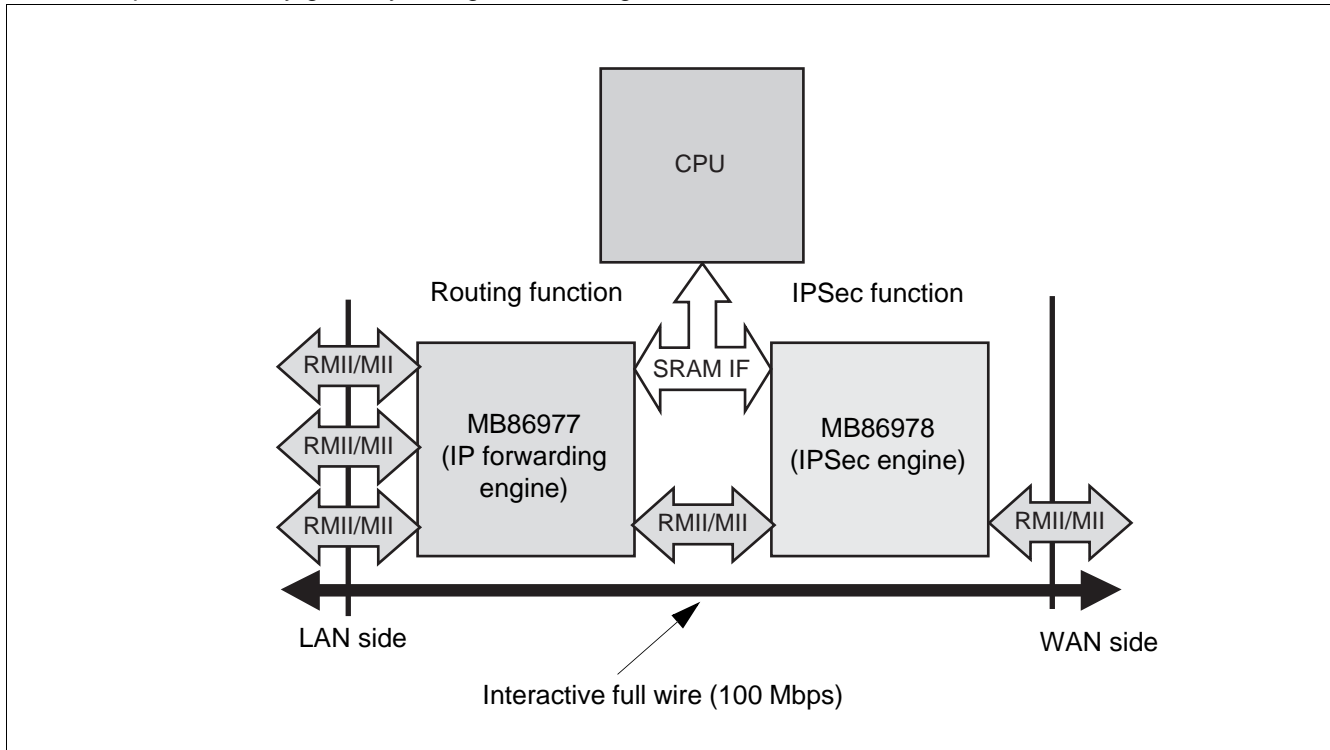 CPU
Routing function
IPSec function
RMII/MII
SRAM IF
MB86977
(IP forwarding
engine)
MB86978
(IPSec engine)
RMII/MII
RMII/MII
RMII/MII
RMII/MII
LAN side
WAN side
Interactive full wire (100 Mbps)